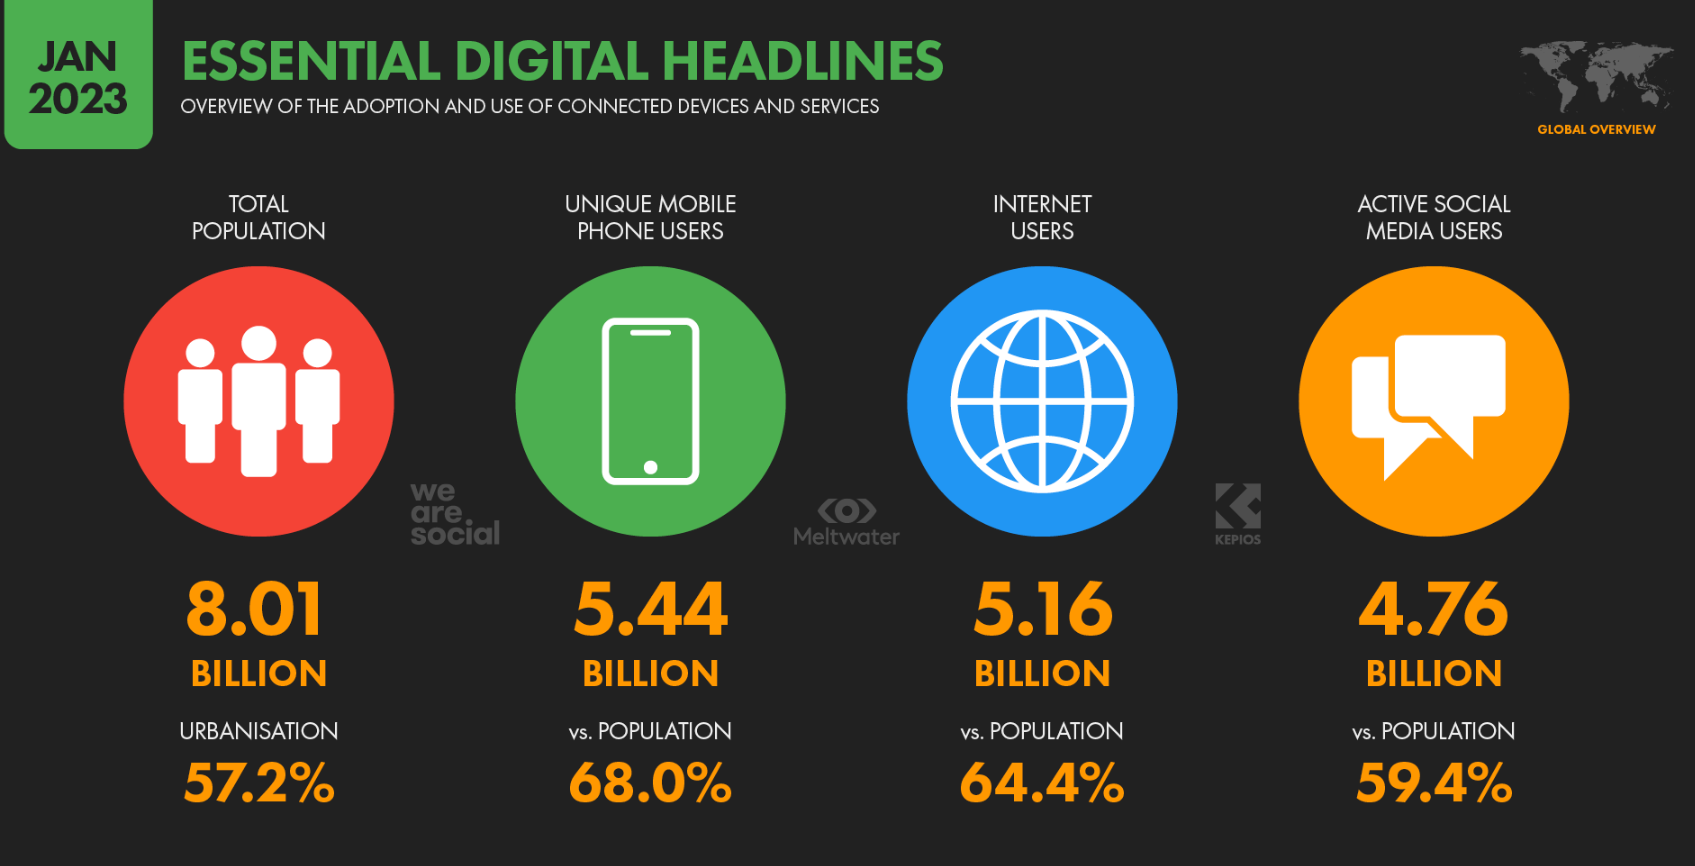 JAN
2023
ESSENTIAL DIGITAL HEADLINES
OVERVIEW OF THE ADOPTION AND USE OF CONNECTED DEVICES AND SERVICES
GLOBAL OVERVIEW
TOTAL
POPULATION
UNIQUE MOBILE
PHONE USERS
INTERNET
USERS
ACTIVE SOCIAL
MEDIA USERS
we
are
social
Meltwater
KEPIOS
8.01
BILLION
URBANISATION
57.2%
5.44
BILLION
vs. POPULATION
68.0%
5.16
BILLION
vs. POPULATION
64.4%
4.76
BILLION
vs. POPULATION
59.4%